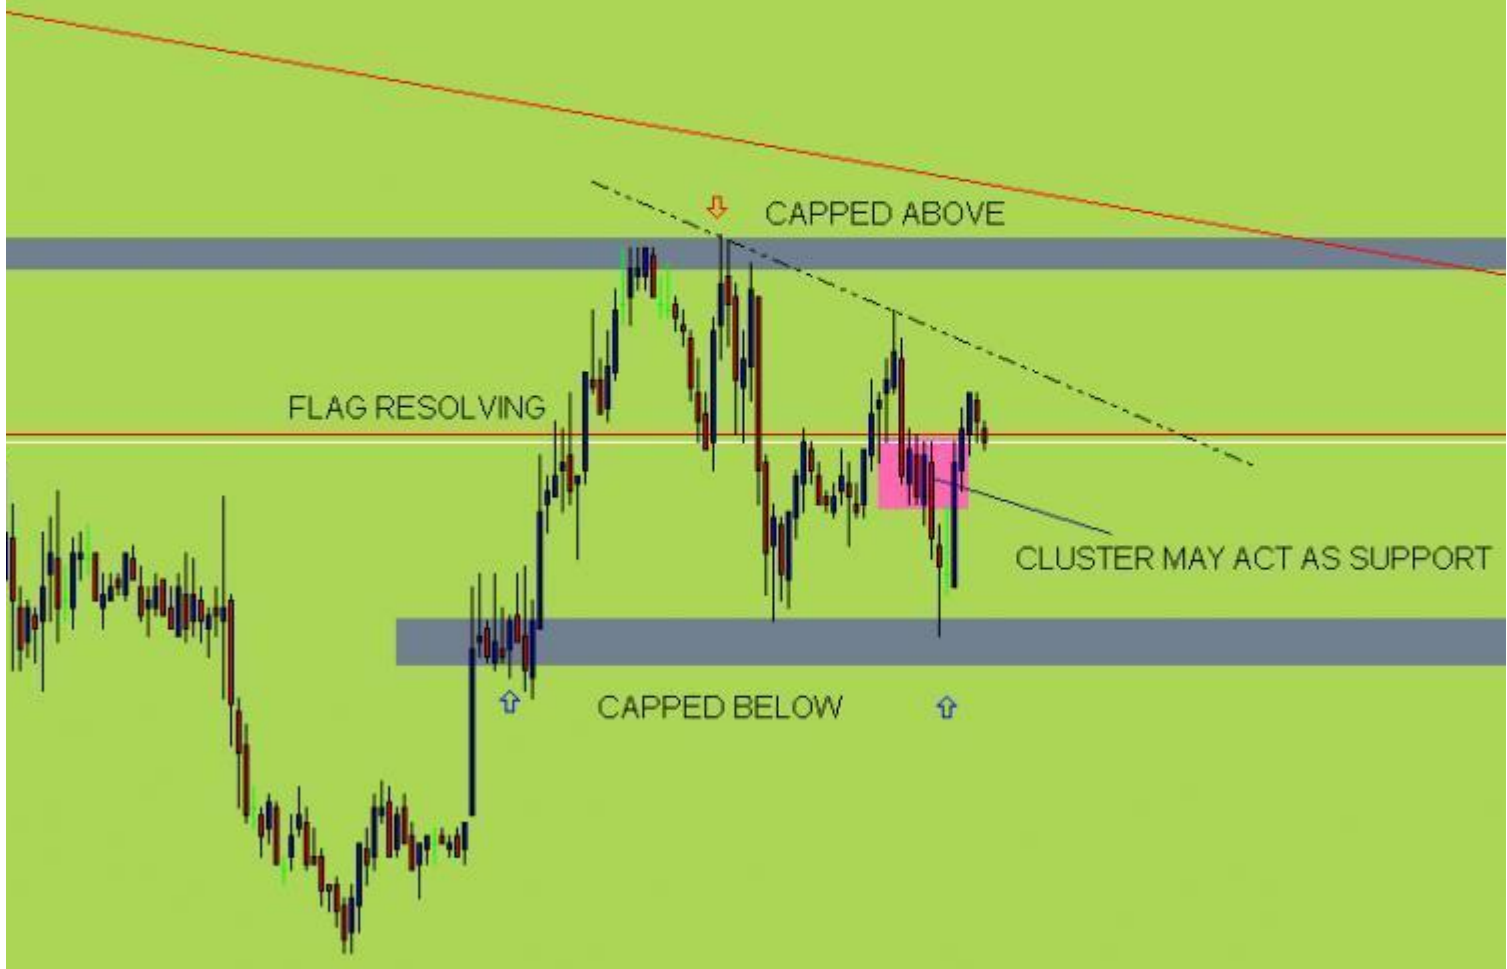 CAPPED ABOVE
FLAG RESOLVING
CLUSTER MAY ACT AS SUPPORT
CAPPED BELOW